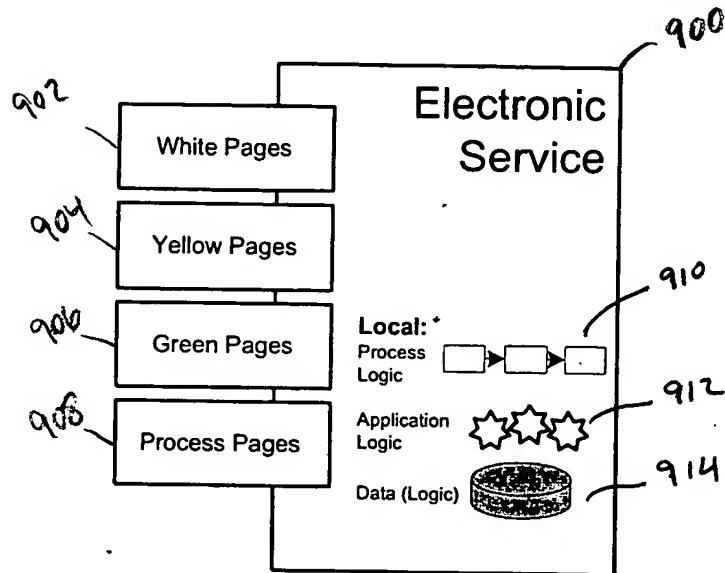 900
Electronic
Service
902
White Pages
904
Yellow Pages
906
Green Pages
908
Process Pages
Local:
Process
Logic
910
Application
Logic
912
Data (Logic)
914